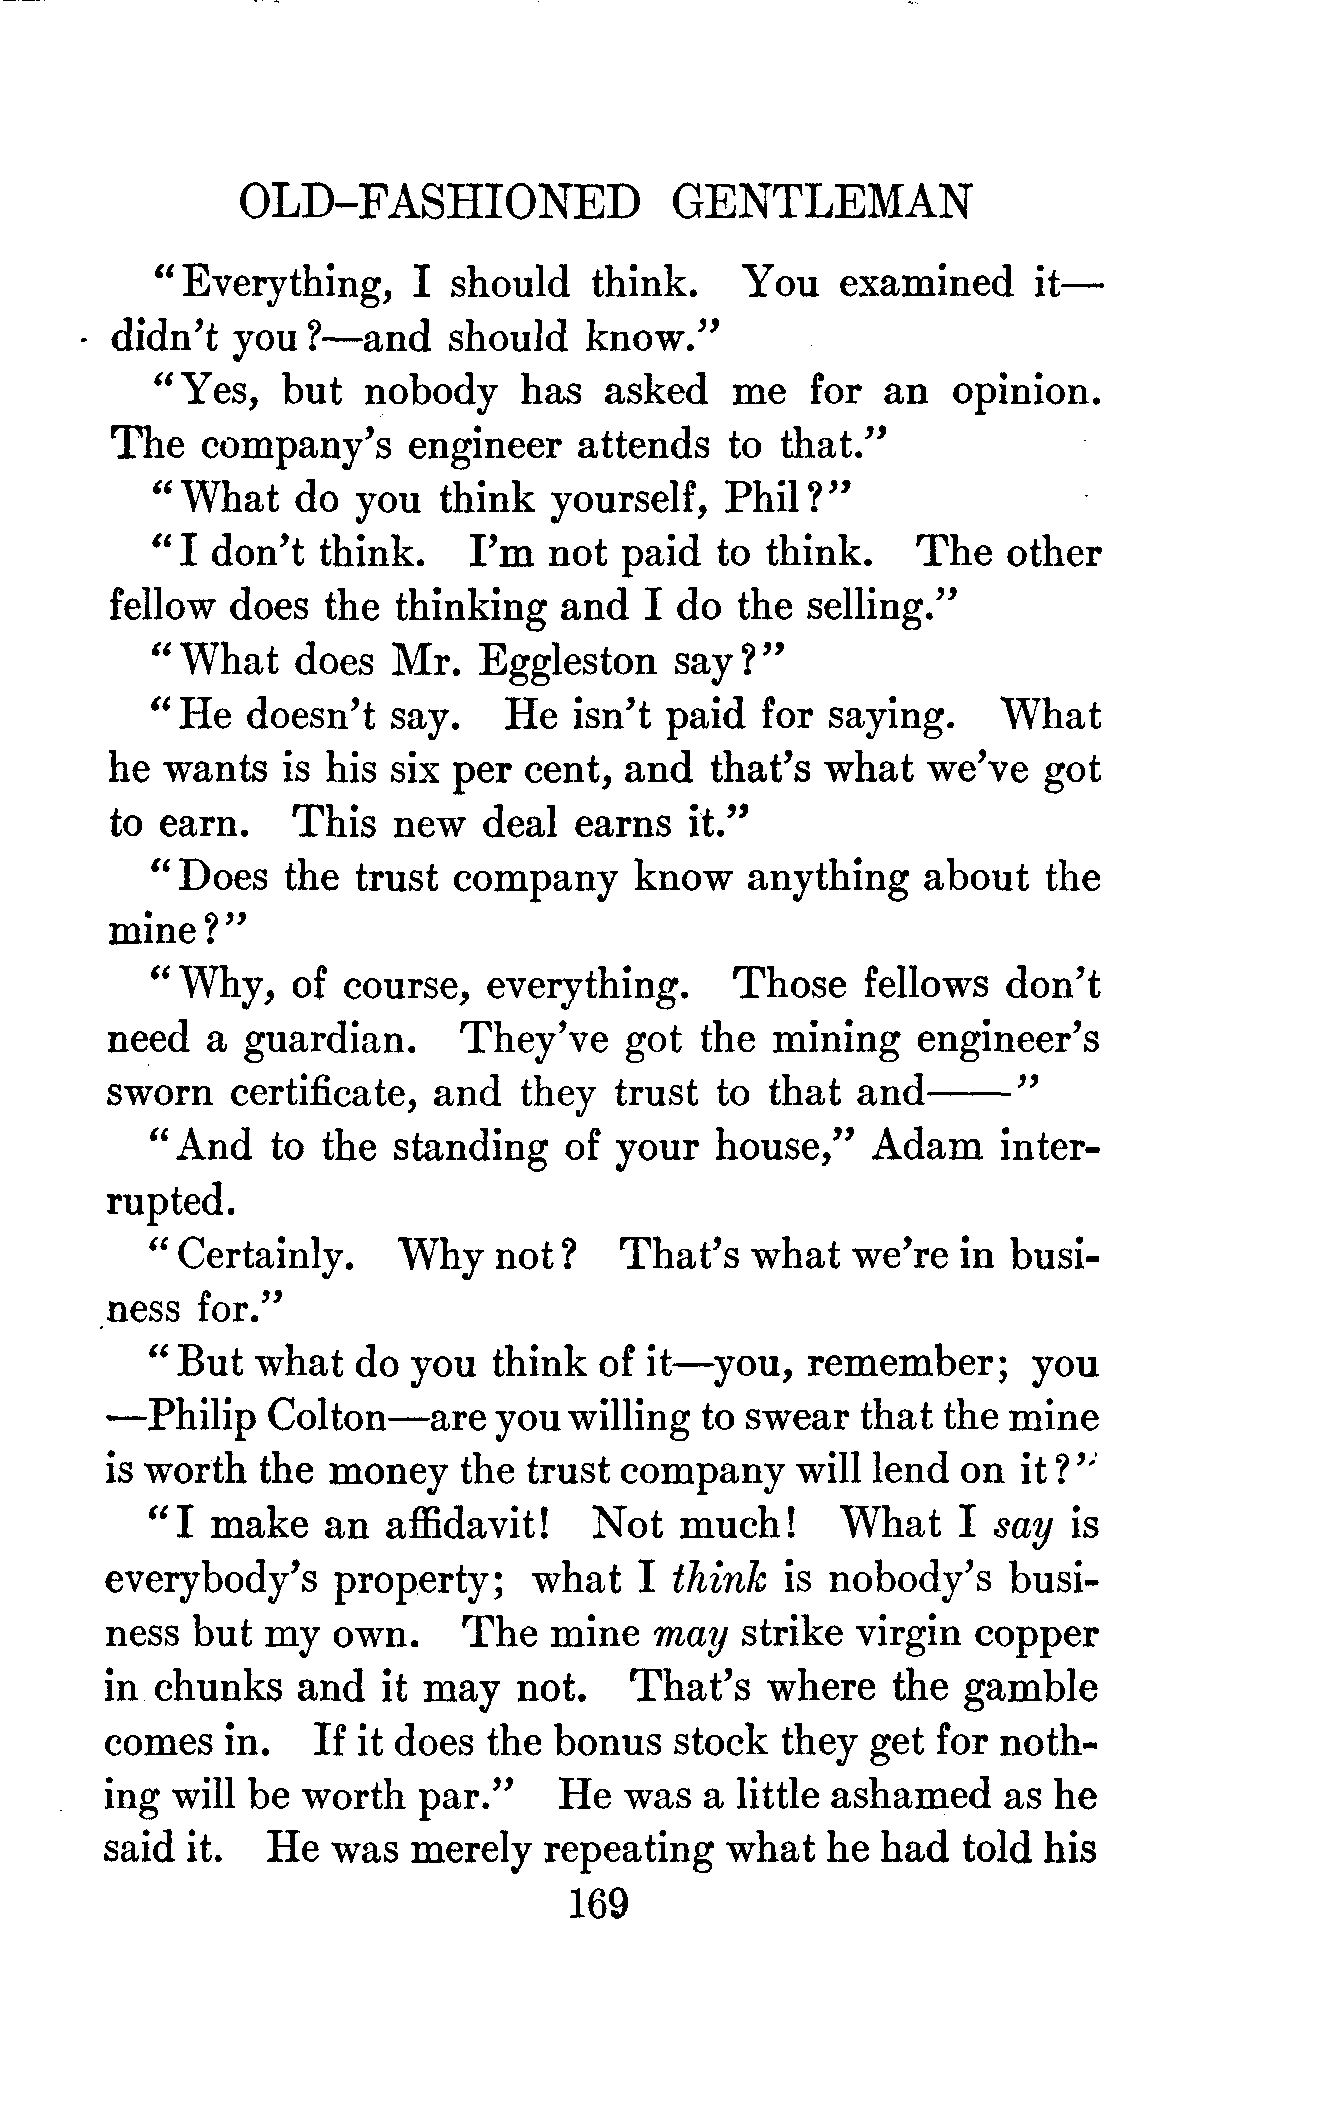 OLD-FASHIONED GENTLEMAN
"Everything, I should think. You examined it—
didn't you?—and should know."
"Yes, but nobody has asked me for an opinion.
The company's engineer attends to that."
"What do you think yourself, Phil?"
"I don't think. I'm not paid to think. The other
fellow does the thinking and I do the selling."
"What does Mr. Eggleston say?"
"He doesn't say. He isn't paid for saying. What
he wants is his six per cent, and that's what we've got
to earn. This new deal earns it."
"Does the trust company know anything about the
mine?"
"Why, of course, everything. Those fellows don't
need a guardian. They've got the mining engineer's
sworn certificate, and they trust to that and——"
"And to the standing of your house," Adam inter-
rupted.
"Certainly. Why not? That's what we're in busi-
ness for."
"But what do you think of it—you, remember; you
—Philip Colton—are you willing to swear that the mine
is worth the money the trust company will lend on it?"
"I make an affidavit! Not much! What I say is
everybody's property; what I think is nobody's busi-
ness but my own. The mine may strike virgin copper
in chunks and it may not. That's where the gamble
comes in. If it does the bonus stock they get for noth-
ing will be worth par." He was a little ashamed as he
said it. He was merely repeating what he had told his
169